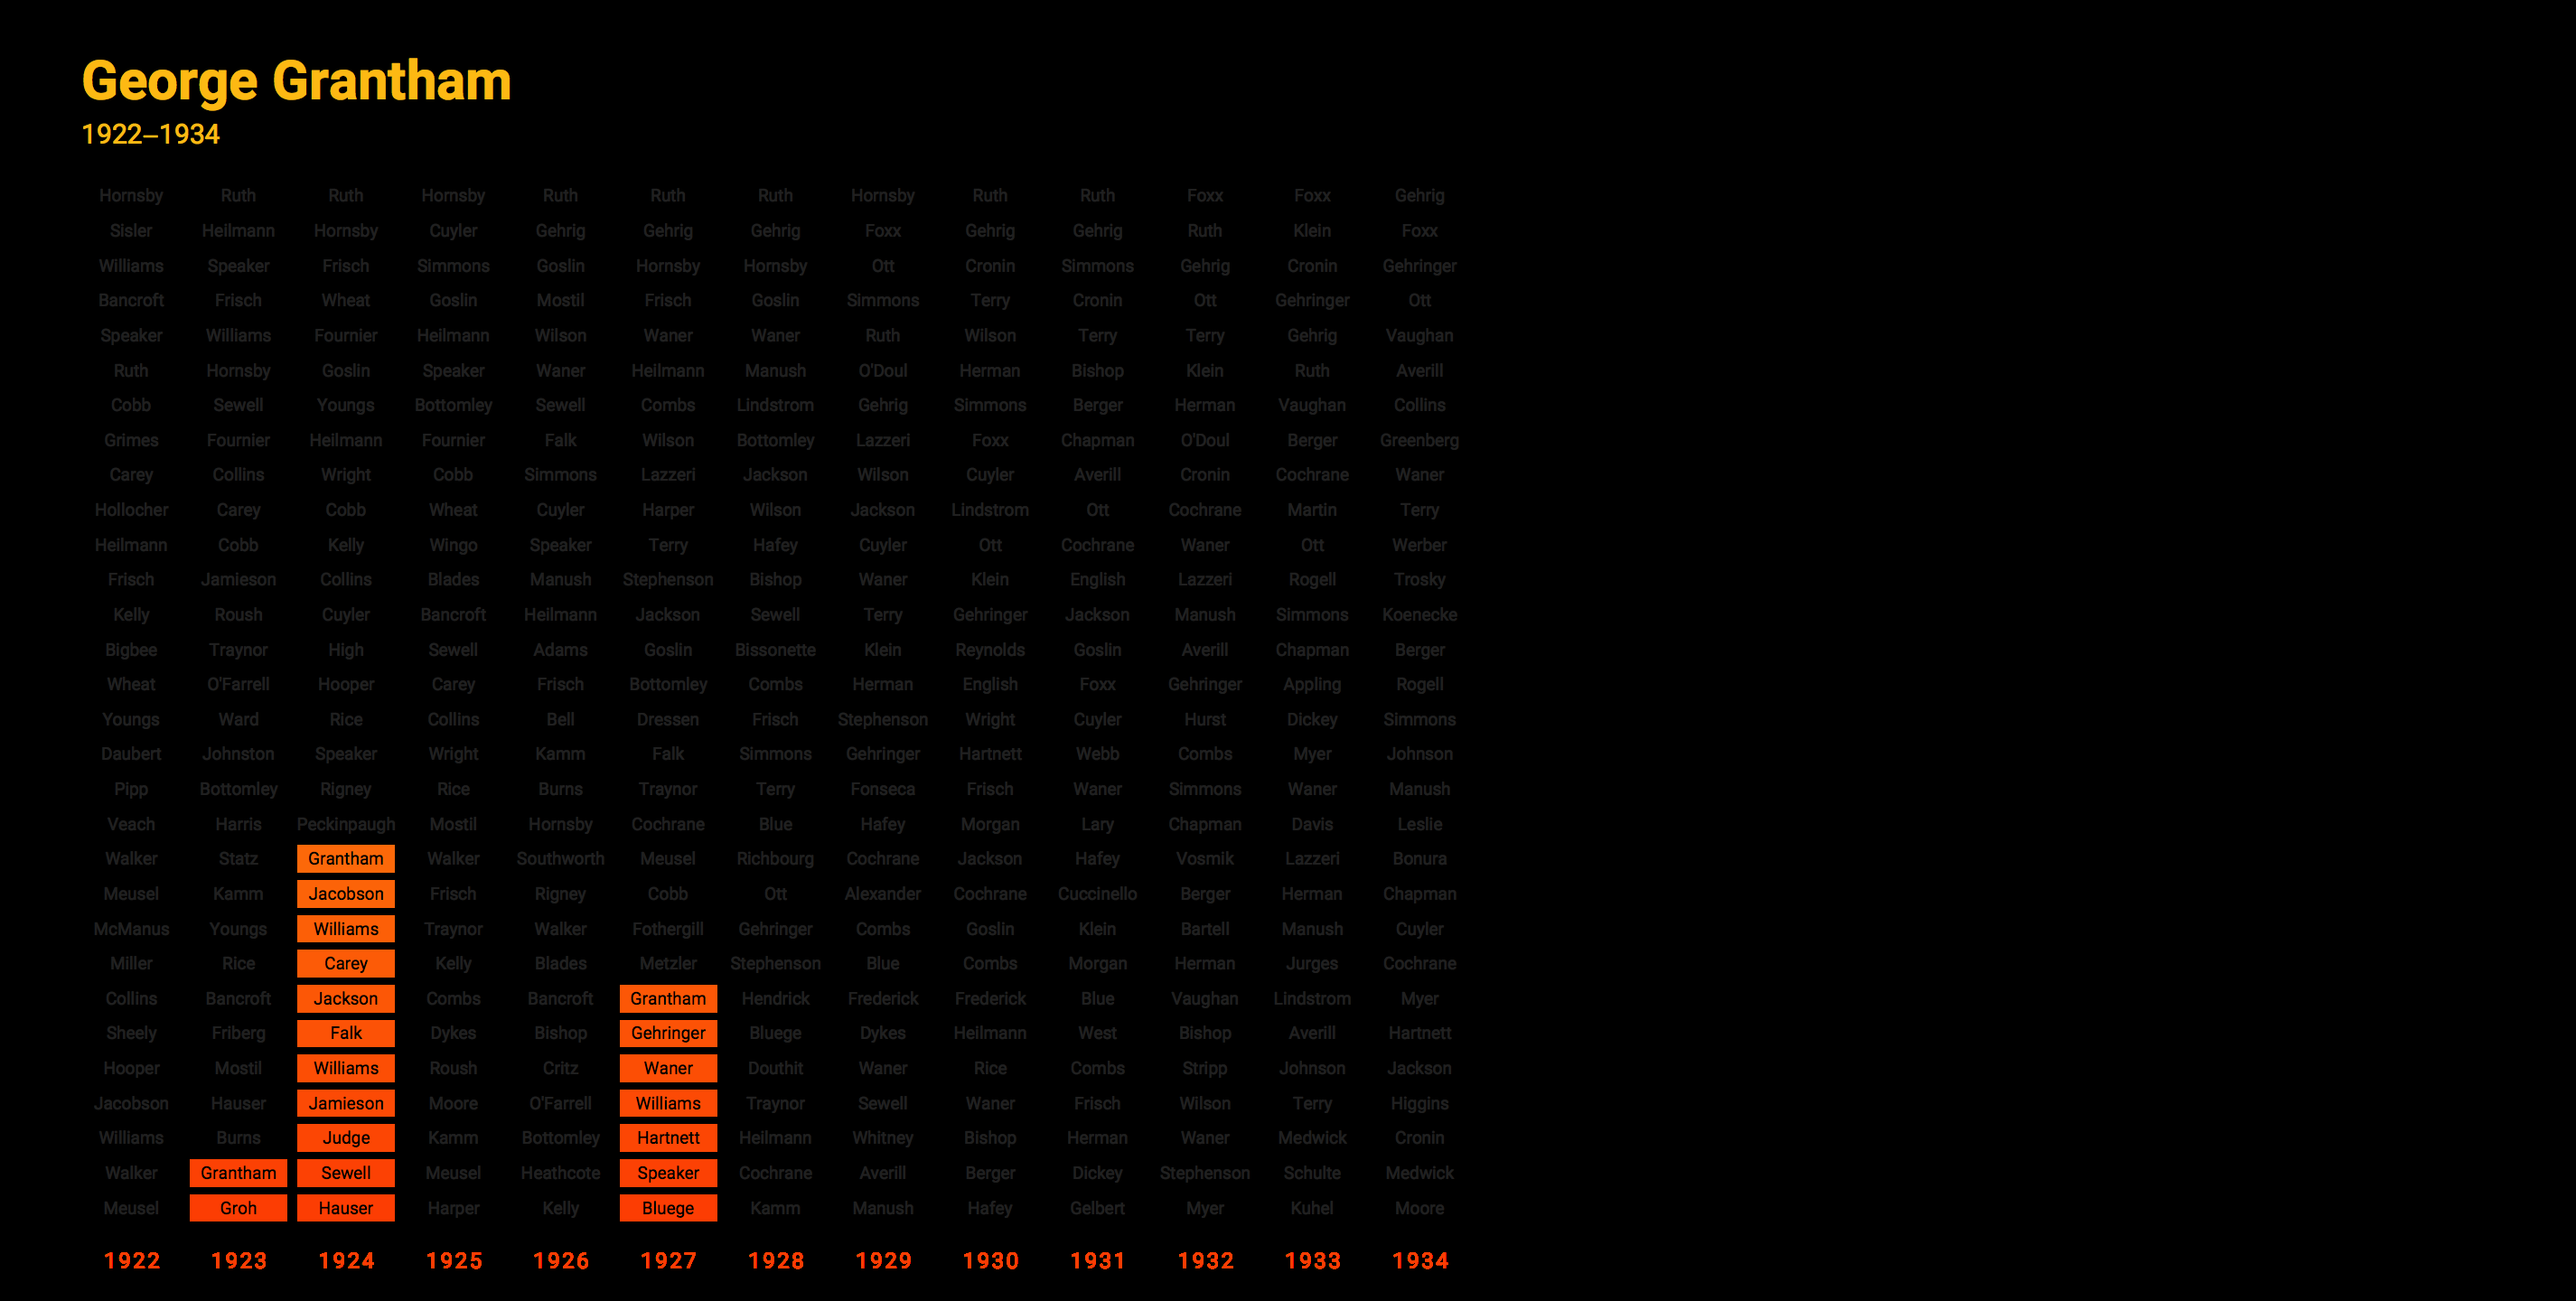 George Grantham
1922–1934
Hornsby Ruth Ruth Hornsby Ruth Ruth Ruth Hornsby Ruth Ruth Foxx Foxx Gehrig
Sisler Heilmann Hornsby Cuyler Gehrig Gehrig Gehrig Foxx Gehrig Gehrig Ruth Klein Foxx
Williams Speaker Frisch Simmons Goslin Hornsby Hornsby Ott Cronin Simmons Gehrig Cronin Gehringer
Bancroft Frisch Wheat Goslin Mostil Frisch Goslin Simmons Terry Cronin Ott Gehringer Ott
Speaker Williams Fournier Heilmann Wilson Waner Waner Ruth Wilson Terry Terry Gehrig Vaughan
Ruth Hornsby Goslin Speaker Waner Heilmann Manush O'Doul Herman Bishop Klein Ruth Averill
Cobb Sewell Youngs Bottomley Sewell Combs Lindstrom Gehrig Simmons Berger Herman Vaughan Collins
Grimes Fournier Heilmann Fournier Falk Wilson Bottomley Lazzeri Foxx Chapman O'Doul Berger Greenberg
Carey Collins Wright Cobb Simmons Lazzeri Jackson Wilson Cuyler Averill Cronin Cochrane Waner
Hollocher Carey Cobb Wheat Cuyler Harper Wilson Jackson Lindstrom Ott Cochrane Martin Terry
Heilmann Cobb Kelly Wingo Speaker Terry Hafey Cuyler Ott Cochrane Waner Ott Werber
Frisch Jamieson Collins Blades Manush Stephenson Bishop Waner Klein English Lazzeri Rogell Trosky
Kelly Roush Cuyler Bancroft Heilmann Jackson Sewell Terry Gehringer Jackson Manush Simmons Koenecke
Bigbee Traynor High Sewell Adams Goslin Bissonette Klein Reynolds Goslin Averill Chapman Berger
Wheat O'Farrell Hooper Carey Frisch Bottomley Combs Herman English Foxx Gehringer Appling Rogell
Youngs Ward Rice Collins Bell Dressen Frisch Stephenson Wright Cuyler Hurst Dickey Simmons
Daubert Johnston Speaker Wright Kamm Falk Simmons Gehringer Hartnett Webb Combs Myer Johnson
Pipp Bottomley Rigney Rice Burns Traynor Terry Fonseca Frisch Waner Simmons Waner Manush
Veach Harris Peckinpaugh Mostil Hornsby Cochrane Blue Hafey Morgan Lary Chapman Davis Leslie
Walker Statz Grantham Walker Southworth Meusel Richbourg Cochrane Jackson Hafey Vosmik Lazzeri Bonura
Meusel Kamm Jacobson Frisch Rigney Cobb Ott Alexander Cochrane Cuccinello Berger Herman Chapman
McManus Youngs Williams Traynor Walker Fothergill Gehringer Combs Goslin Klein Bartell Manush Cuyler
Miller Rice Carey Kelly Blades Metzler Stephenson Blue Combs Morgan Herman Jurges Cochrane
Collins Bancroft Jackson Combs Bancroft Grantham Hendrick Frederick Frederick Blue Vaughan Lindstrom Myer
Sheely Friberg Falk Dykes Bishop Gehringer Bluege Dykes Heilmann West Bishop Averill Hartnett
Hooper Mostil Williams Roush Critz Waner Douthit Waner Rice Combs Stripp Johnson Jackson
Jacobson Hauser Jamieson Moore O'Farrell Williams Traynor Sewell Waner Frisch Wilson Terry Higgins
Williams Burns Judge Kamm Bottomley Hartnett Heilmann Whitney Bishop Herman Waner Medwick Cronin
Walker Grantham Sewell Meusel Heathcote Speaker Cochrane Averill Berger Dickey Stephenson Schulte Medwick
Meusel Groh Hauser Harper Kelly Bluege Kamm Manush Hafey Gelbert Myer Kuhel Moore
1922 1923 1924 1925 1926 1927 1928 1929 1930 1931 1932 1933 1934